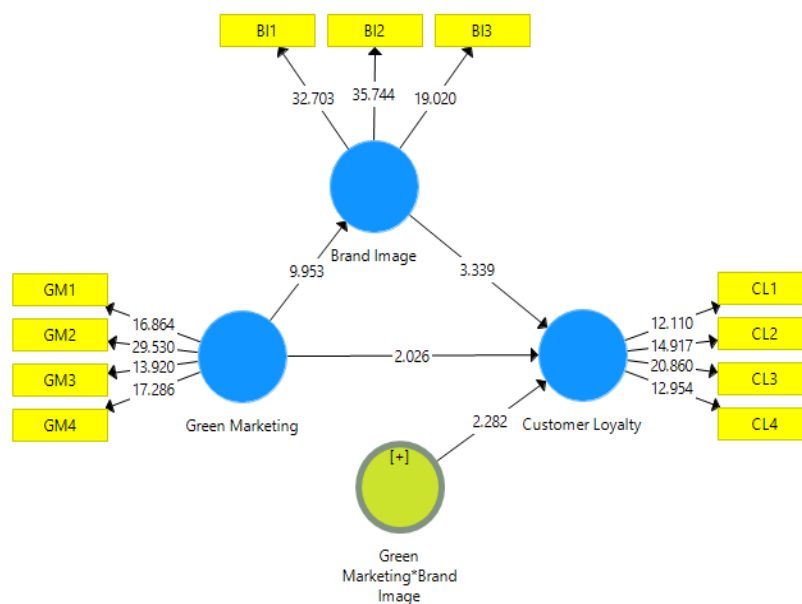 BI1
BI2
BI3
32.703
35.744
19.020
Brand Image
9.953
3.339
GM1
GM2
GM3
GM4
16.864
29.530
13.920
17.286
Green Marketing
2.026
CL1
CL2
CL3
CL4
12.110
14.917
20.860
12.954
Customer Loyalty
2.282
[+]
Green
Marketing*Brand
Image